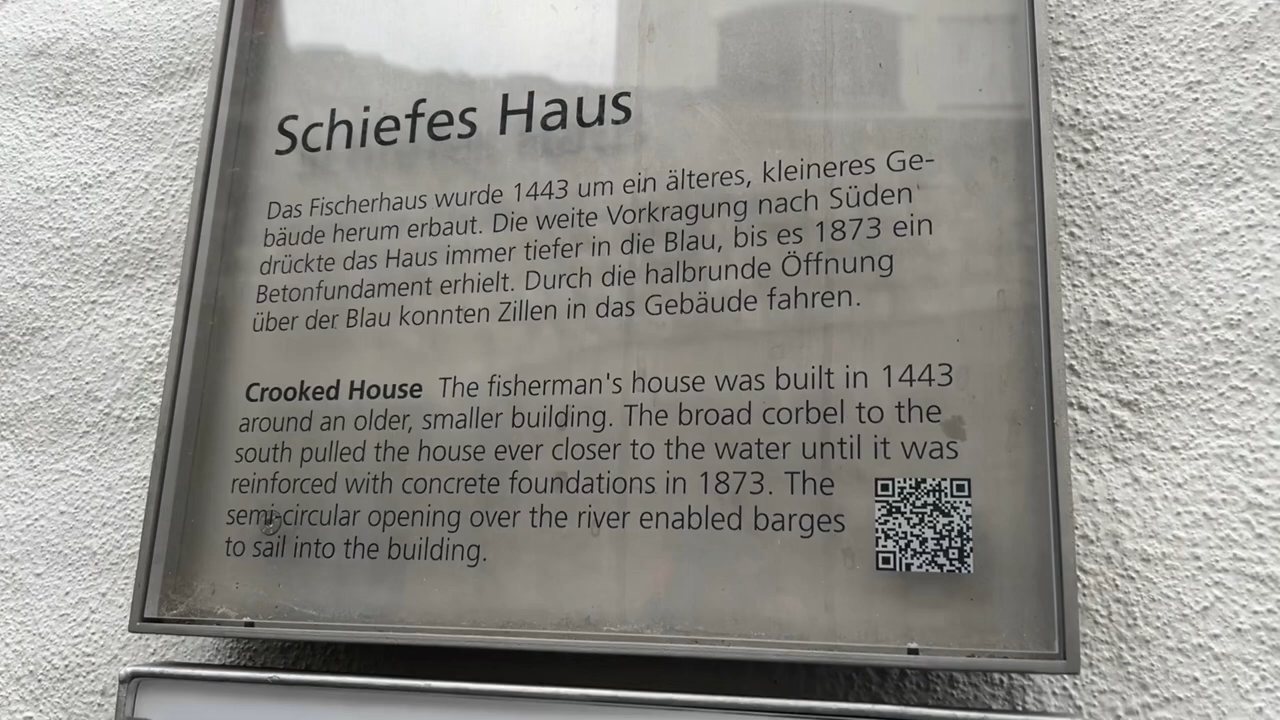 Schiefes Haus
Das Fischerhaus wurde 1443 um ein älteres, kleineres Ge-
bäude herum erbaut. Die weite Vorkragung nach Süden
drückte das Haus immer tiefer in die Blau, bis es 1873 ein
Betonfundament erhielt. Durch die halbrunde Öffnung
über der Blau konnten Zillen in das Gebäude fahren.
Crooked House The fisherman's house was built in 1443
around an older, smaller building. The broad corbel to the
south pulled the house ever closer to the water until it was
reinforced with concrete foundations in 1873. The
semi-circular opening over the river enabled barges
to sail into the building.